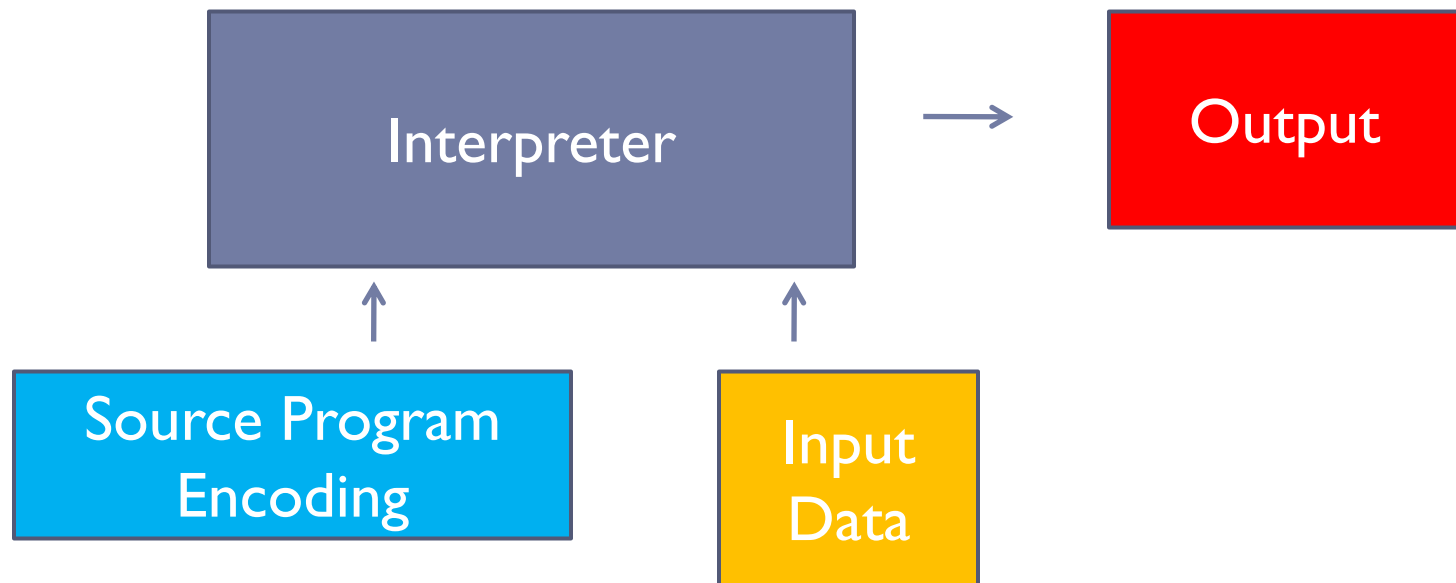 Interpreter
Output
Source Program
Encoding
Input
Data